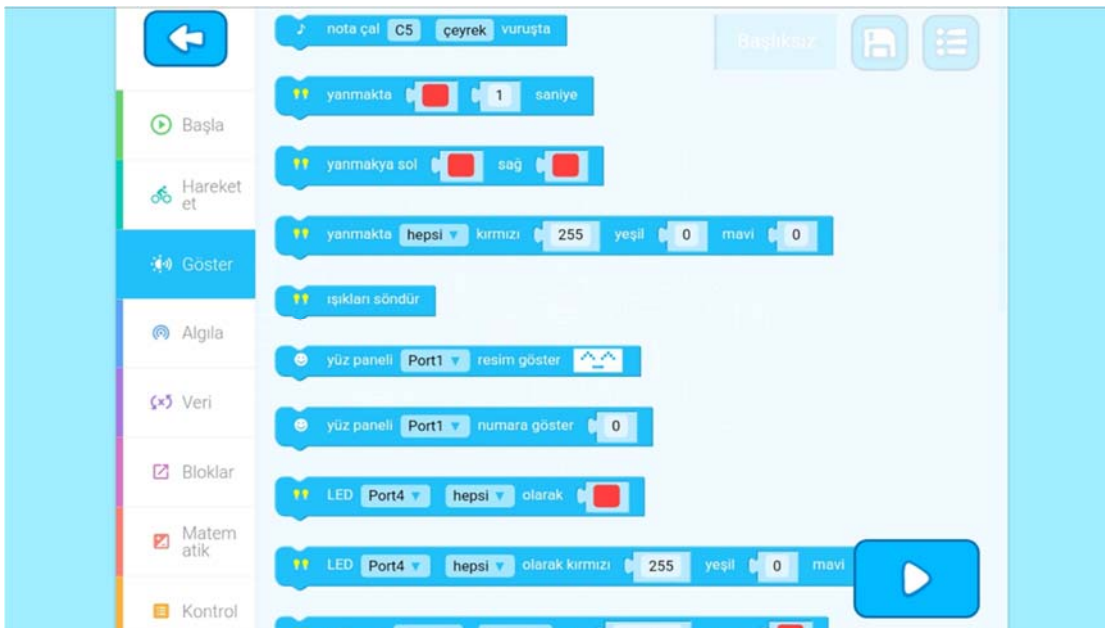 nota çal C5 çeyrek vuruşta
Başlıksız
yanmakta 1 saniye
Başla
yanmakya sol sağ
Hareket
et
yanmakta hepsi kırmızı 255 yeşil 0 mavi 0
Göster
ışıkları söndür
Algıla
yüz paneli Port1 resim göster
Veri
yüz paneli Port1 numara göster 0
Bloklar
LED Port4 hepsi olarak
Matem
atik
LED Port4 hepsi olarak kırmızı 255 yeşil 0 mavi
Kontrol